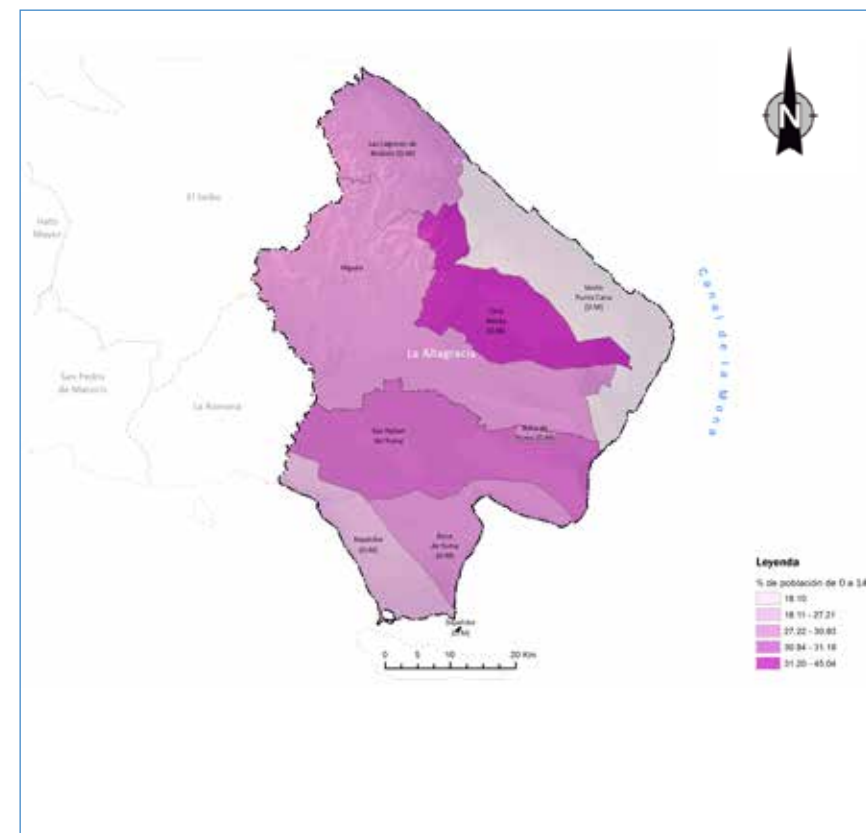 N
Las Lagunas de
Nisibón (D.M)
El Seibo
Hato
Mayor
Higüey
Verón
Punta Cana
(D.M)
Canal de la Mona
La Altagracia
San Pedro
de Macorís
La Romana
San Rafael
del Yuma
(D.M)
Bayahibe
(D.M)
Boca
de Yuma
(D.M)
Bayahibe
(D.M)
0 5 10 20 Km
Leyenda
% de población de 0 a 14
18.10
18.11 - 27.21
27.22 - 30.83
30.84 - 31.19
31.20 - 45.04